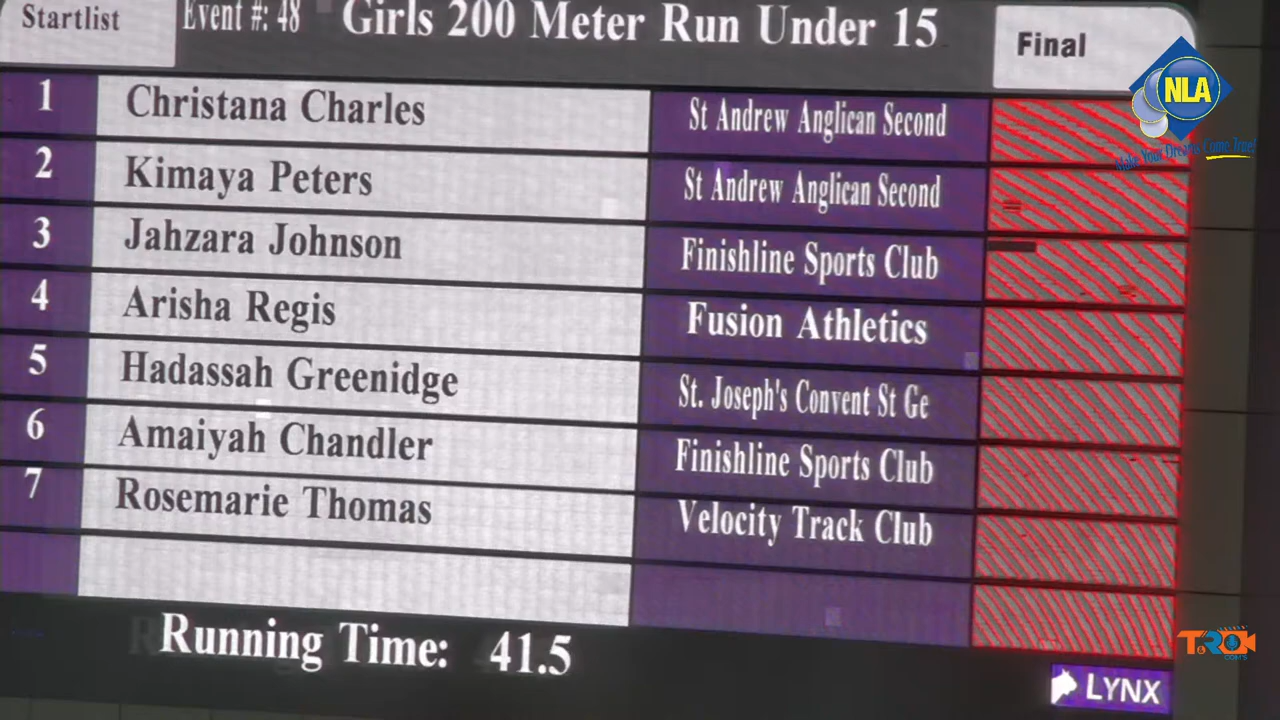 Startlist Event #: 48 Girls 200 Meter Run Under 15 Final
1 Christana Charles St Andrew Anglican Second
2 Kimaya Peters St Andrew Anglican Second
3 Jahzara Johnson Finishline Sports Club
4 Arisha Regis Fusion Athletics
5 Hadassah Greenidge St. Joseph's Convent St Ge
6 Amaiyah Chandler Finishline Sports Club
7 Rosemarie Thomas Velocity Track Club
Running Time: 41.5
LYNX
NLA
Make Your Dreams Come True!